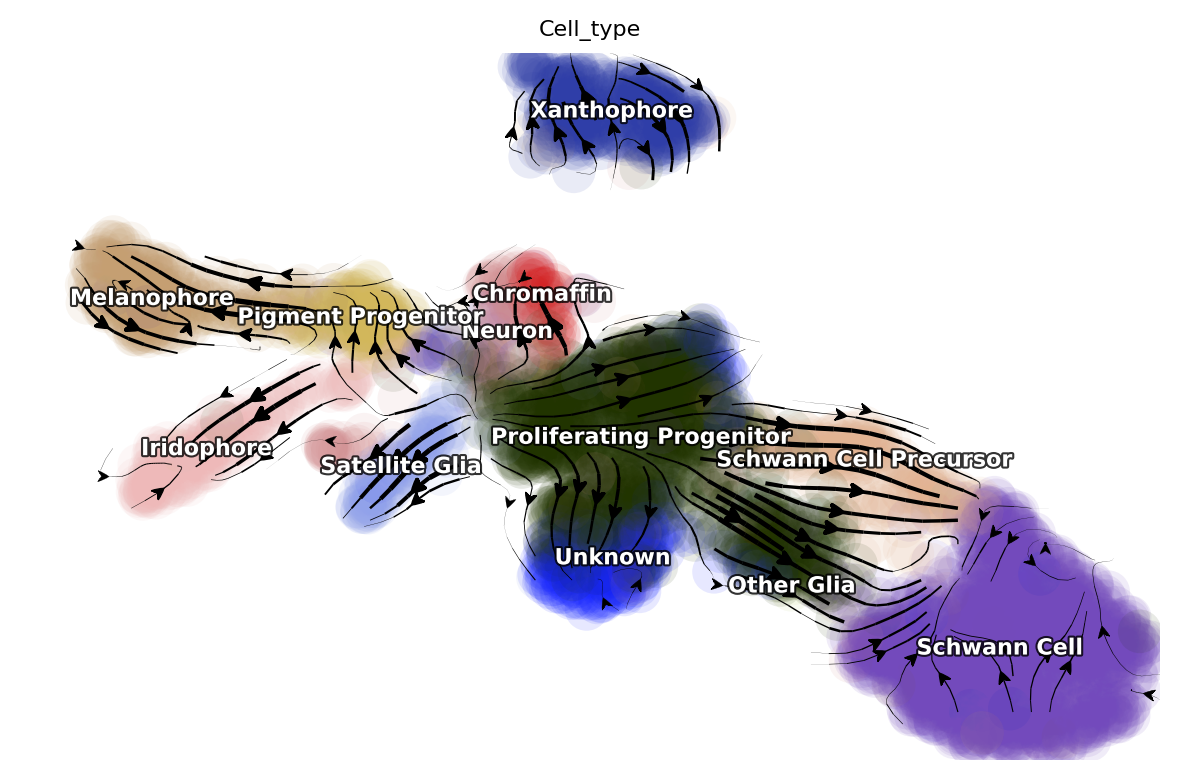 Cell_type
Xanthophore
Chromaffin
Melanophore
Pigment Progenitor
Neuron
Proliferating Progenitor
Iridophore
Schwann Cell Precursor
Satellite Glia
Unknown
Other Glia
Schwann Cell